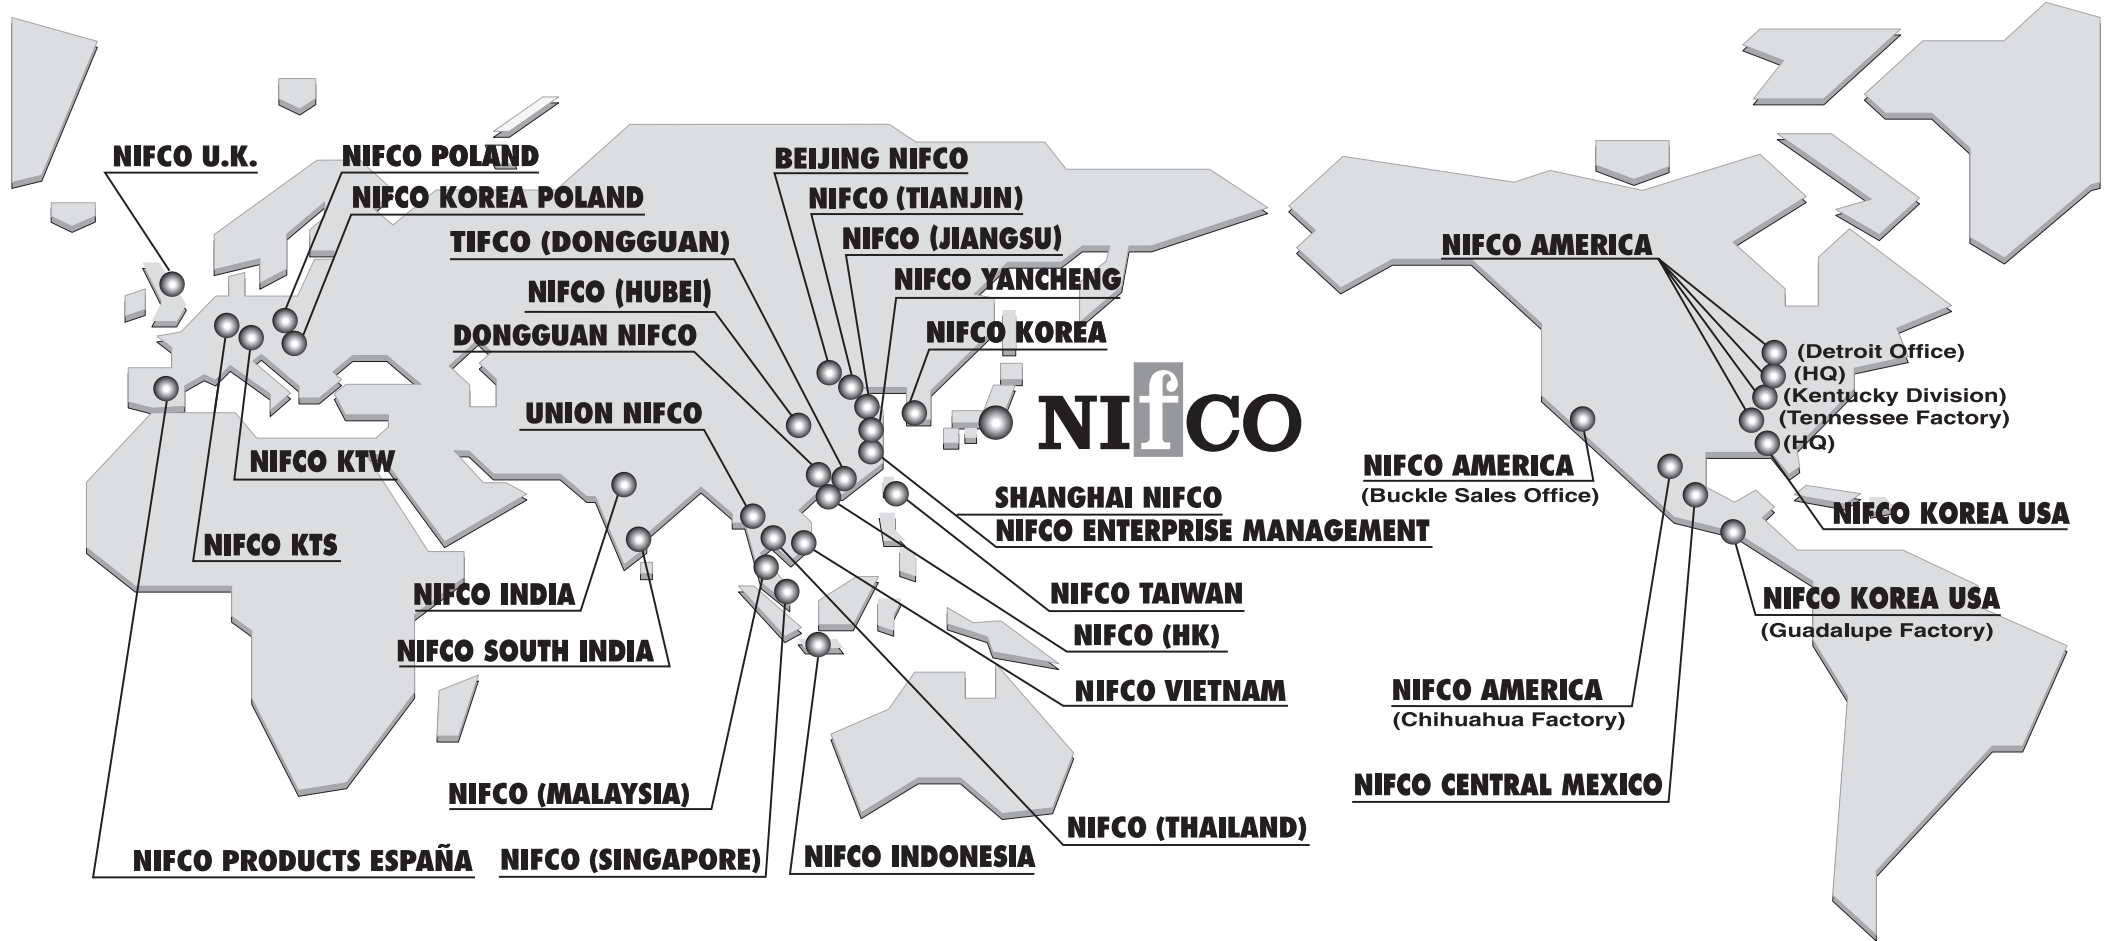 NIFCO U.K.
NIFCO POLAND
NIFCO KOREA POLAND
TIFCO (DONGGUAN)
NIFCO (HUBEI)
DONGGUAN NIFCO
UNION NIFCO
BEIJING NIFCO
NIFCO (TIANJIN)
NIFCO (JIANGSU)
NIFCO YANCHENG
NIFCO KOREA
NIfCO
NIFCO KTW
NIFCO KTS
NIFCO INDIA
NIFCO SOUTH INDIA
NIFCO (MALAYSIA)
NIFCO PRODUCTS ESPAÑA
NIFCO (SINGAPORE)
NIFCO INDONESIA
SHANGHAI NIFCO
NIFCO ENTERPRISE MANAGEMENT
NIFCO TAIWAN
NIFCO (HK)
NIFCO VIETNAM
NIFCO (THAILAND)
NIFCO AMERICA
(Detroit Office)
(HQ)
(Kentucky Division)
(Tennessee Factory)
(HQ)
NIFCO AMERICA
(Buckle Sales Office)
NIFCO KOREA USA
NIFCO KOREA USA
(Guadalupe Factory)
NIFCO AMERICA
(Chihuahua Factory)
NIFCO CENTRAL MEXICO